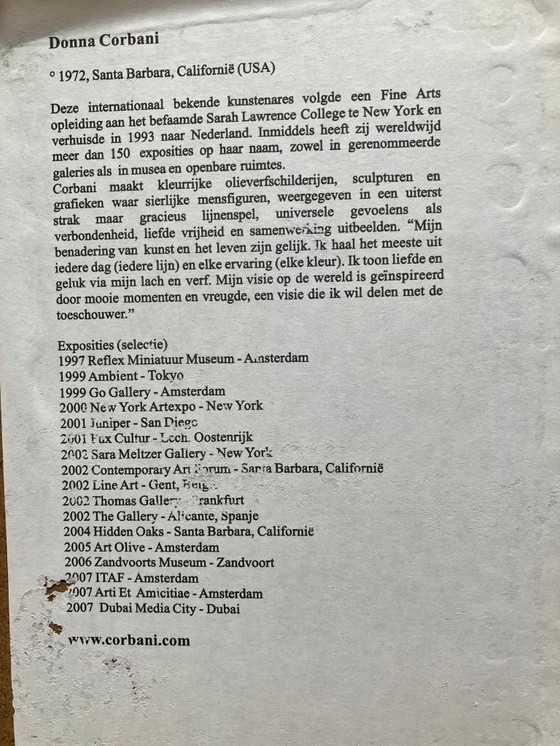 Donna Corbani
° 1972, Santa Barbara, Californië (USA)
Deze internationaal bekende kunstenares volgde een Fine Arts
opleiding aan het befaamde Sarah Lawrence College te New York en
verhuisde in 1993 naar Nederland. Inmiddels heeft zij wereldwijd
meer dan 150 exposities op haar naam, zowel in gerenommeerde
galeries als in musea en openbare ruimtes.
Corbani maakt kleurrijke olieverfschilderijen, sculpturen en
grafieken waar sierlijke mensfiguren, weergegeven in een uiterst
strak maar gracieus lijnenspel, universele gevoelens als
verbondenheid, liefde vrijheid en samenwerking uitbeelden. “Mijn
benadering van kunst en het leven zijn gelijk. Ik haal het meeste uit
iedere dag (iedere lijn) en elke ervaring (elke kleur). Ik toon liefde en
geluk via mijn lach en verf. Mijn visie op de wereld is geïnspireerd
door mooie momenten en vreugde, een visie die ik wil delen met de
toeschouwer.”
Exposities (selectie)
1997 Reflex Miniatuur Museum - Amsterdam
1999 Ambient - Tokyo
1999 Go Gallery - Amsterdam
2000 New York Artexpo - New York
2001 Juniper - San Diego
2001 Fux Cultur - Lech. Oostenrijk
2002 Sara Meltzer Gallery - New York
2002 Contemporary Art Forum - Santa Barbara, Californië
2002 Line Art - Gent,
2002 Thomas Gallery - Frankfurt
2002 The Gallery - Alicante, Spanje
2004 Hidden Oaks - Santa Barbara, Californië
2005 Art Olive - Amsterdam
2006 Zandvoorts Museum - Zandvoort
2007 ITAF - Amsterdam
2007 Arti Et Amicitiae - Amsterdam
2007 Dubai Media City - Dubai
www.corbani.com